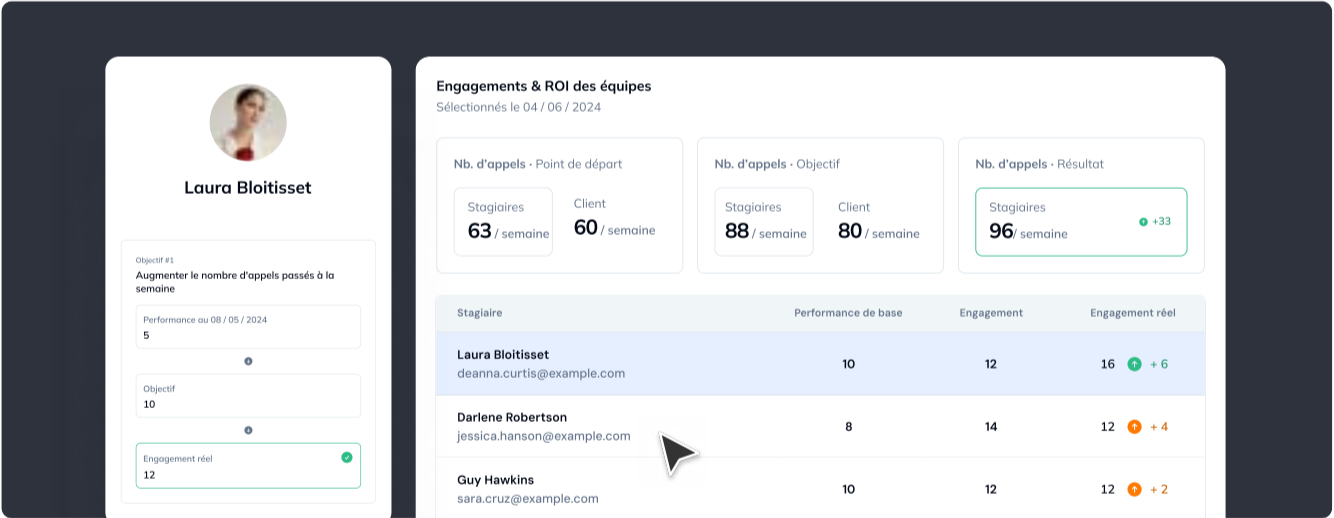 Laura Bloitisset
Objectif #1
Augmenter le nombre d'appels passés à la
semaine
Performance au 08 / 05 / 2024
5
Objectif
10
Engagement réel
12
Engagements & ROI des équipes
Sélectionnés le 04 / 06 / 2024
Nb. d'appels · Point de départ
Stagiaires
63 / semaine
Client
60 / semaine
Nb. d'appels · Objectif
Stagiaires
88 / semaine
Client
80 / semaine
Nb. d'appels · Résultat
Stagiaires
96/ semaine
+33
Stagiaire Performance de base Engagement Engagement réel
Laura Bloitisset
deanna.curtis@example.com
10 12 16 + 6
Darlene Robertson
jessica.hanson@example.com
8 14 12 + 4
Guy Hawkins
sara.cruz@example.com
10 12 12 + 2